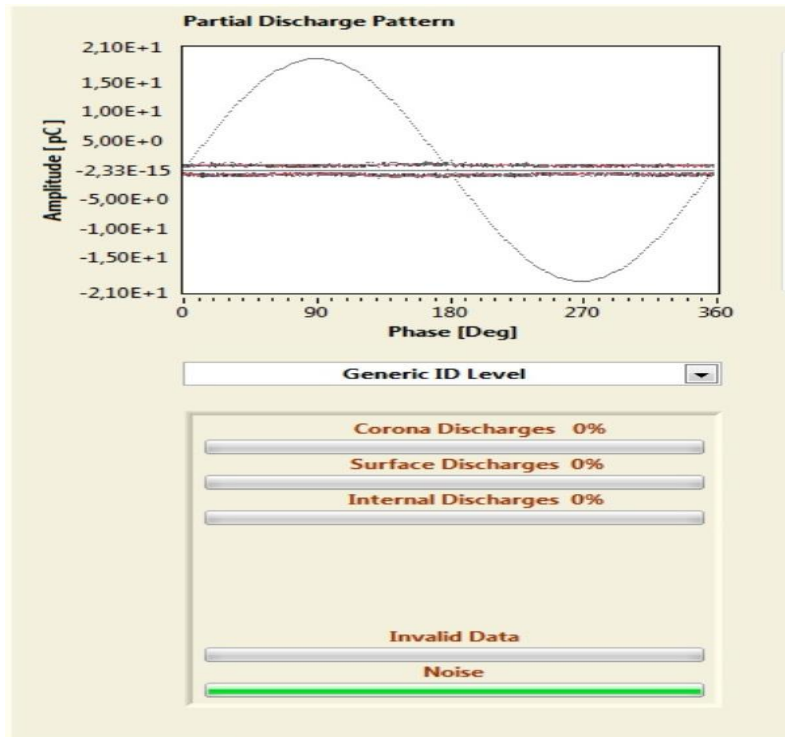 Partial Discharge Pattern
2,10E+1
1,50E+1
1,00E+1
5,00E+0
-2,33E-15
-5,00E+0
-1,00E+1
-1,50E+1
-2,10E+1
Amplitude [pC]
0 90 180 270 360
Phase [Deg]
Generic ID Level
Corona Discharges 0%
Surface Discharges 0%
Internal Discharges 0%
Invalid Data
Noise